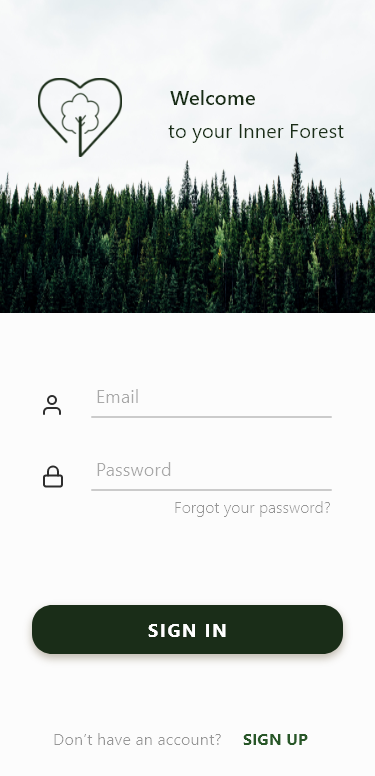 Welcome
to your Inner Forest
Email
Password
Forgot your password?
SIGN IN
Don't have an account? SIGN UP